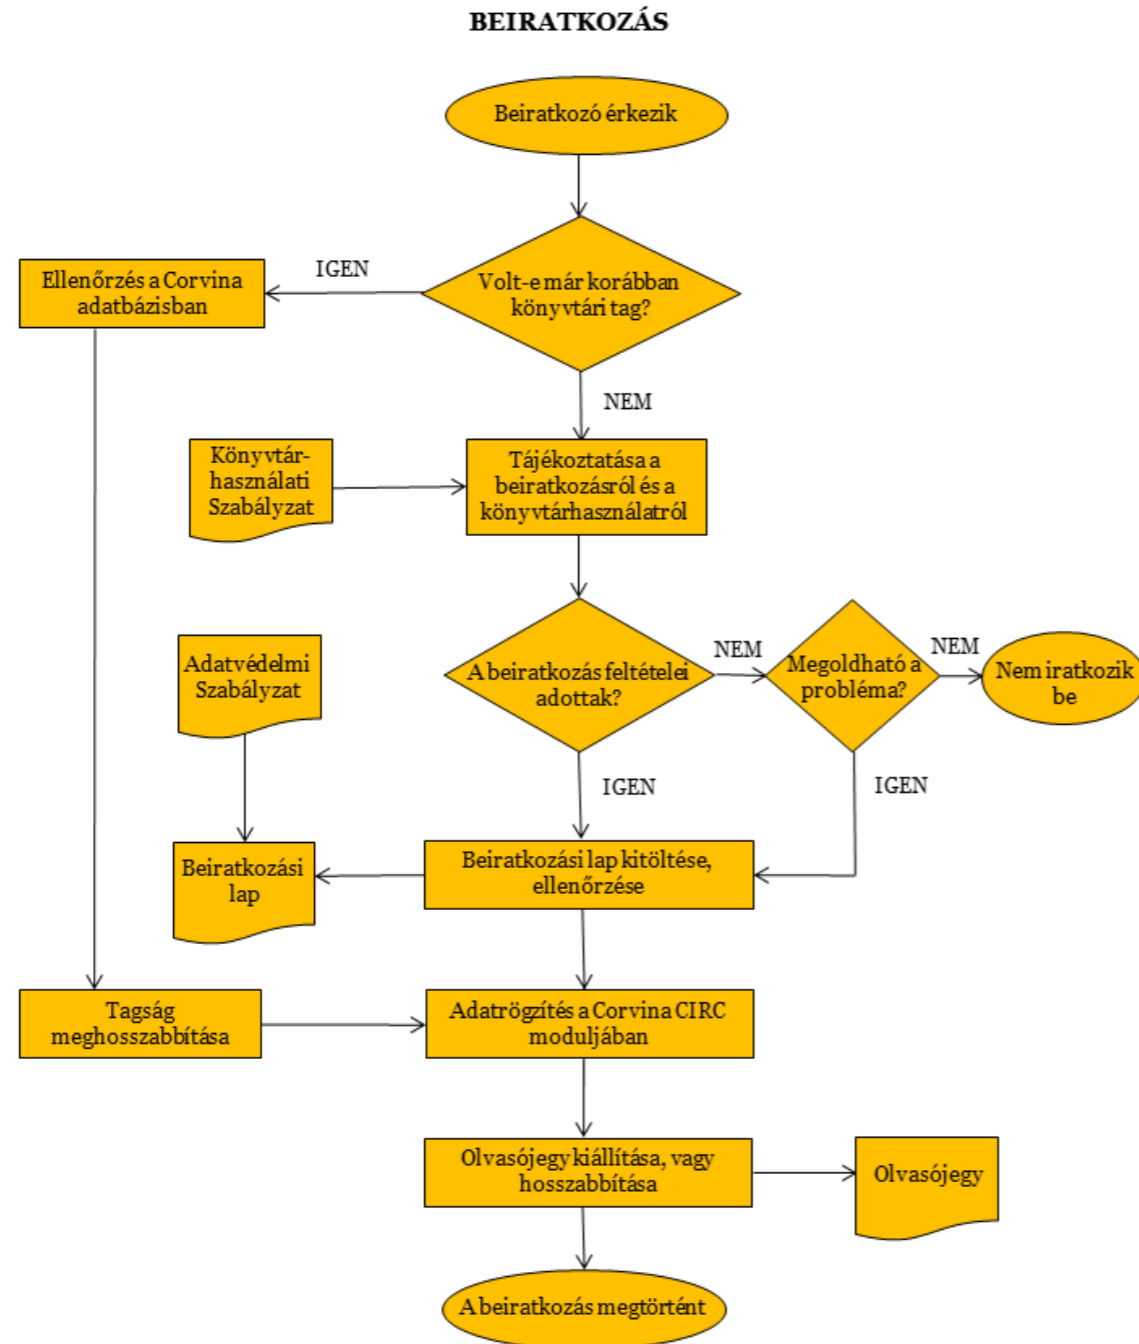 BEIRATKOZÁS
Beiratkozó érkezik
Volt-e már korábban
könyvtári tag?
IGEN
Ellenőrzés a Corvina
adatbázisban
NEM
Könyvtár-
használati
Szabályzat
Tájékoztatása a
beiratkozásról és a
könyvtárhasználatról
Adatvédelmi
Szabályzat
A beiratkozás feltételei
adottak?
NEM
Megoldható a
probléma?
NEM
Nem iratkozik
be
IGEN
IGEN
Beiratkozási
lap
Beiratkozási lap kitöltése,
ellenőrzése
Tagság
meghosszabbítása
Adatrögzítés a Corvina CIRC
moduljában
Olvasójegy kiállítása, vagy
hosszabbítása
Olvasójegy
A beiratkozás megtörtént